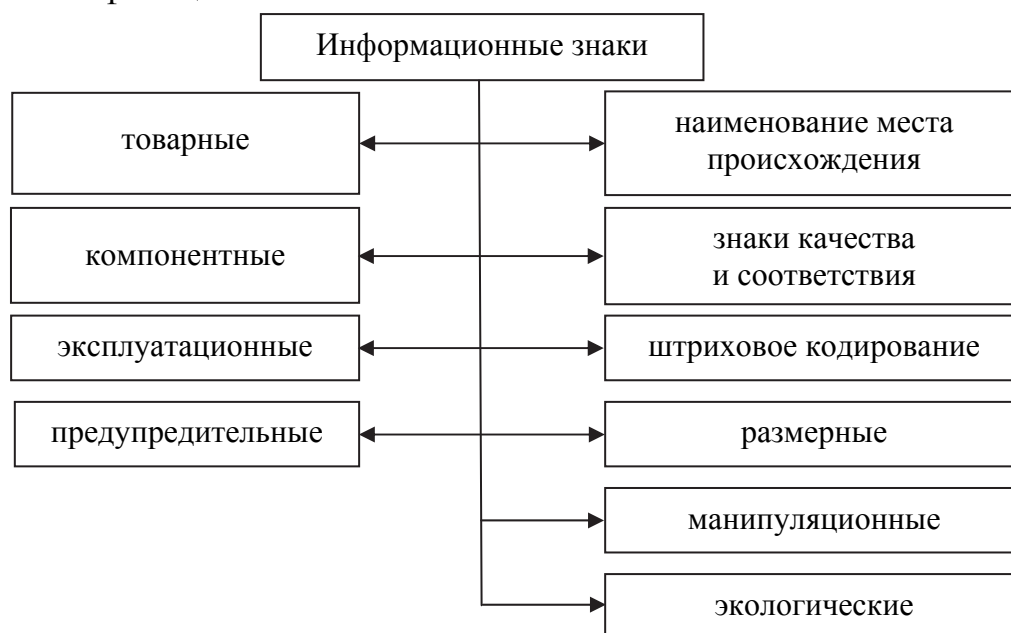 Информационные знаки
товарные
наименование места
происхождения
компонентные
знаки качества
и соответствия
эксплуатационные
штриховое кодирование
предупредительные
размерные
манипуляционные
экологические